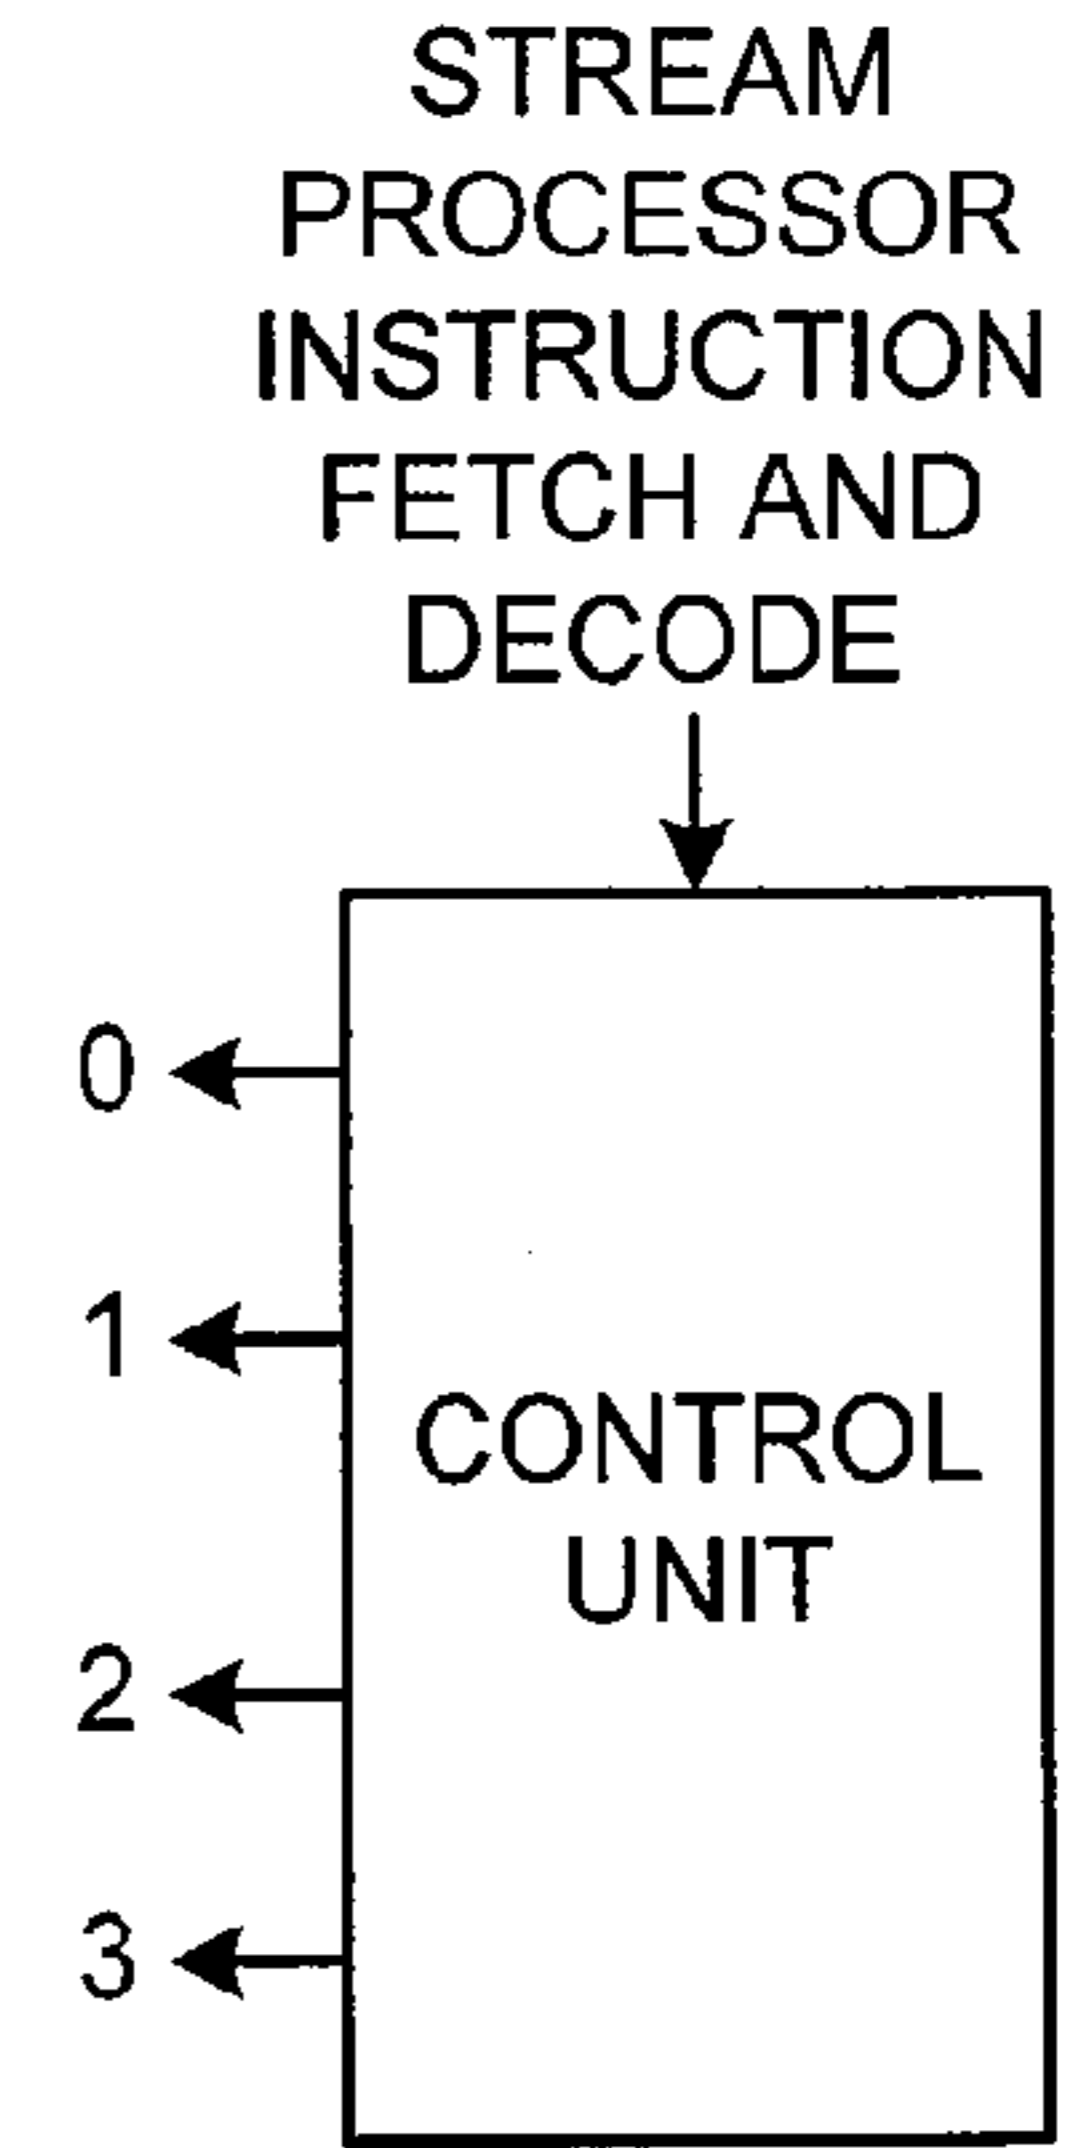 STREAM
PROCESSOR
INSTRUCTION
FETCH AND
DECODE
0
1
CONTROL
UNIT
2
3